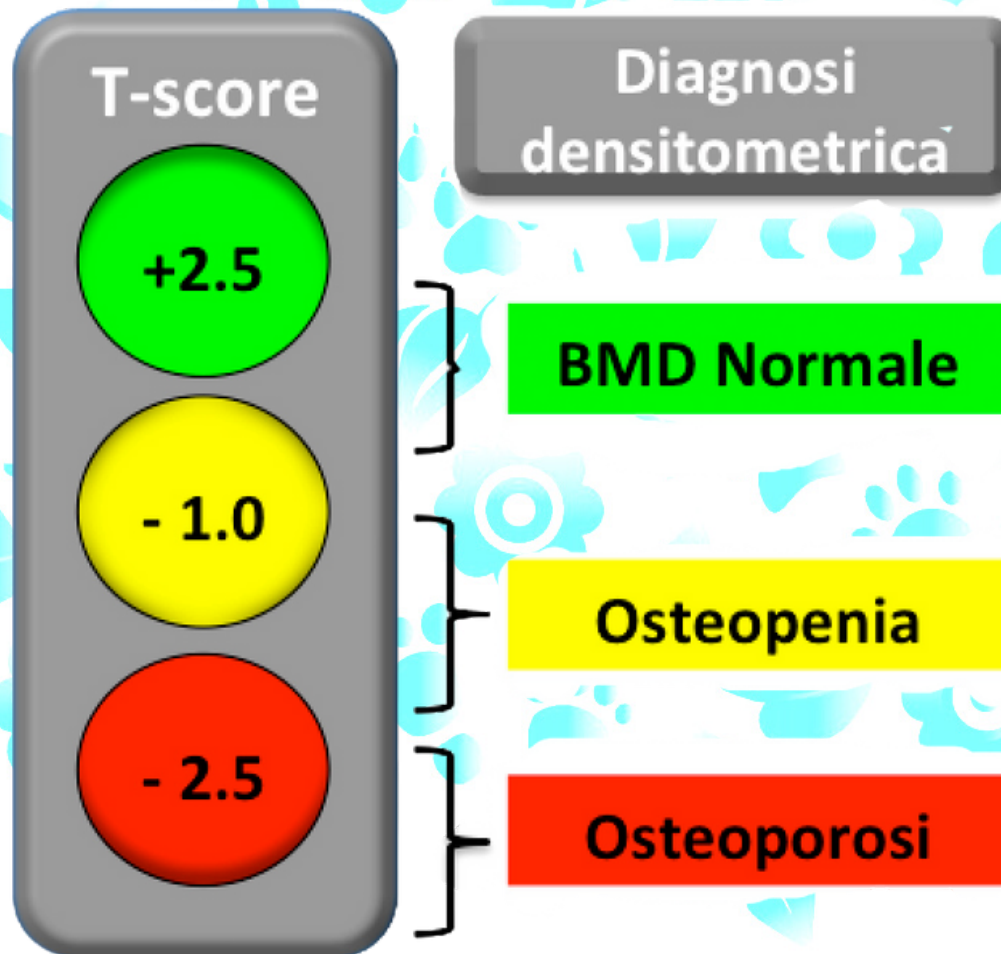 T-score
Diagnosi
densitometrica
+2.5
BMD Normale
- 1.0
Osteopenia
- 2.5
Osteoporosi